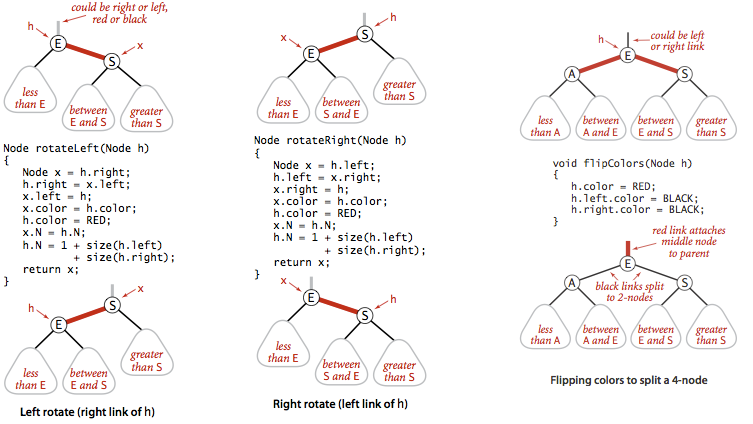 could be right or left,
red or black
h
E
x
S
less
than E
between
E and S
greater
than S
Node rotateLeft(Node h)
{
Node x = h.right;
h.right = x.left;
x.left = h;
x.color = h.color;
h.color = RED;
x.N = h.N;
h.N = 1 + size(h.left)
+ size(h.right);
return x;
}
x
S
h
E
less
than E
between
E and S
greater
than S
Left rotate (right link of h)
h
S
x
E
less
than E
between
S and E
greater
than S
Node rotateRight(Node h)
{
Node x = h.left;
h.left = x.right;
x.right = h;
x.color = h.color;
h.color = RED;
x.N = h.N;
h.N = 1 + size(h.left)
+ size(h.right);
return x;
}
x
E
h
S
less
than E
between
S and E
greater
than S
Right rotate (left link of h)
could be left
or right link
h
E
A
S
less
than A
between
A and E
between
E and S
greater
than S
void flipColors(Node h)
{
h.color = RED;
h.left.color = BLACK;
h.right.color = BLACK;
}
red link attaches
middle node
to parent
E
A
black links split
to 2-nodes
S
less
than A
between
A and E
between
E and S
greater
than S
Flipping colors to split a 4-node